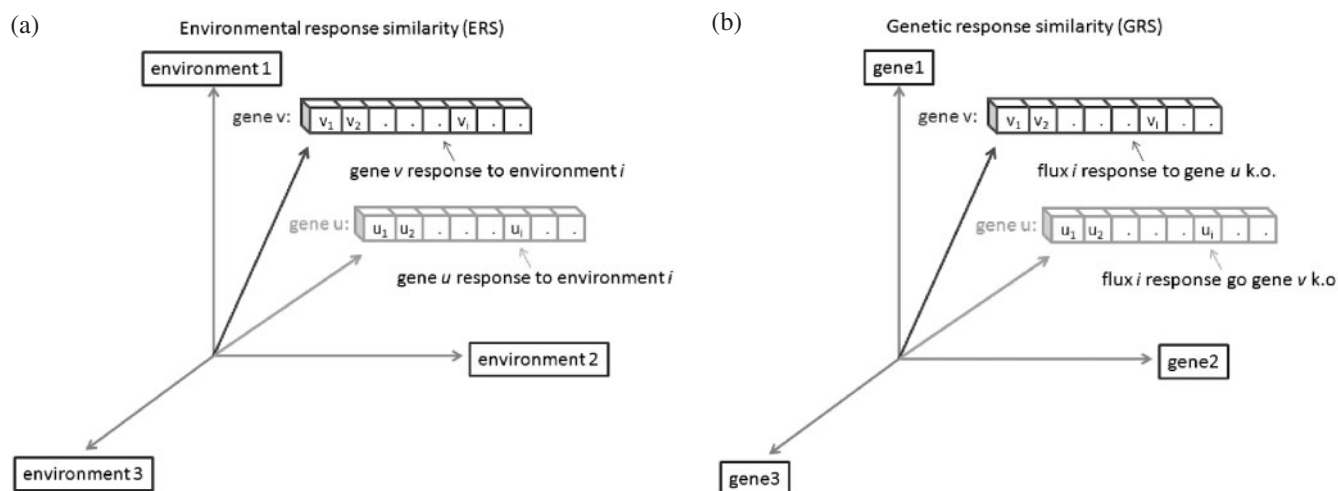 (a)
Environmental response similarity (ERS)
environment 1
gene v:
v1 v2 . . . vi . .
gene v response to environment i
gene u:
u1 u2 . . . ui . .
gene u response to environment i
environment 2
environment 3
(b)
Genetic response similarity (GRS)
gene1
gene v:
v1 v2 . . . vi . .
flux i response to gene u k.o.
gene u:
u1 u2 . . . ui . .
flux i response go gene v k.o
gene2
gene3